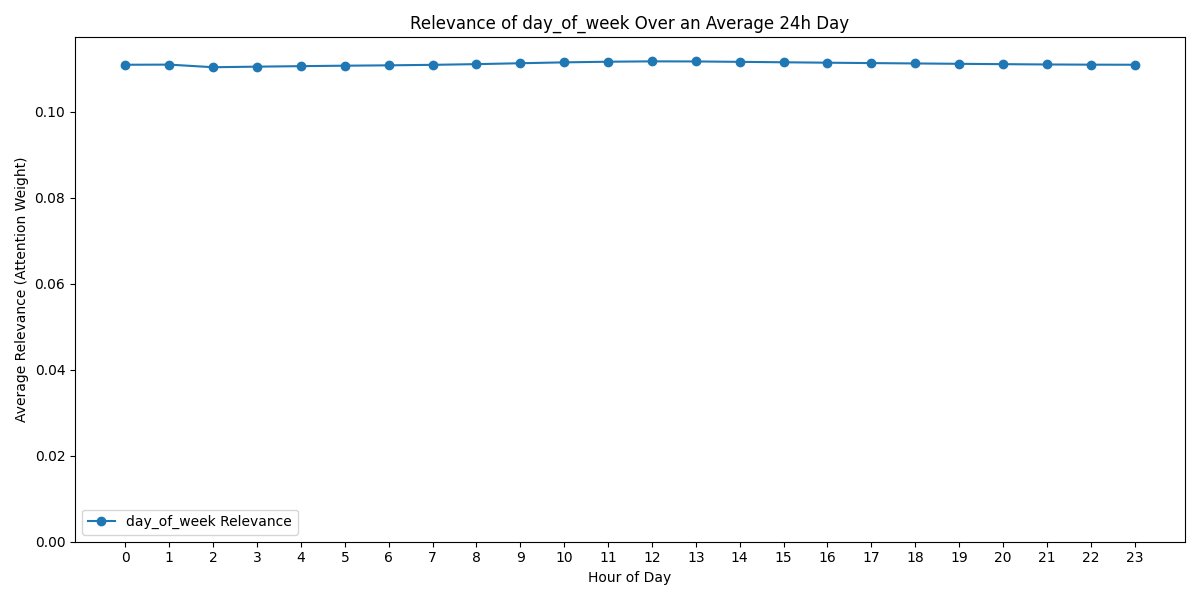 Relevance of day_of_week Over an Average 24h Day
Average Relevance (Attention Weight)
0.10
0.08
0.06
0.04
0.02
0.00
day_of_week Relevance
0 1 2 3 4 5 6 7 8 9 10 11 12 13 14 15 16 17 18 19 20 21 22 23
Hour of Day